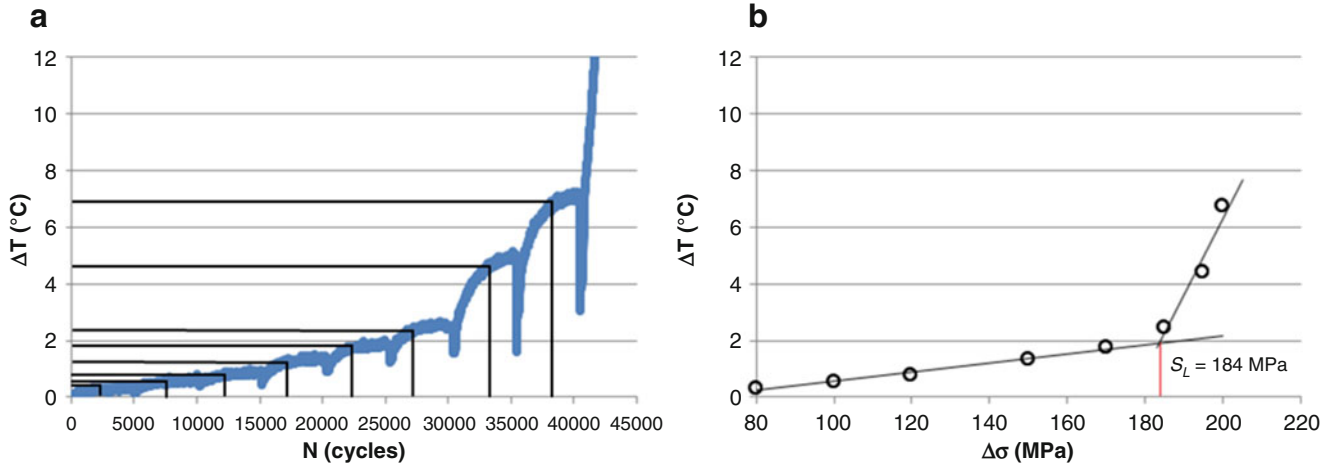 a
12
10
8
6
4
2
0
ΔT (°C)
0 5000 10000 15000 20000 25000 30000 35000 40000 45000
N (cycles)
b
12
10
8
6
4
2
0
ΔT (°C)
S_L = 184 MPa
80 100 120 140 160 180 200 220
Δσ (MPa)